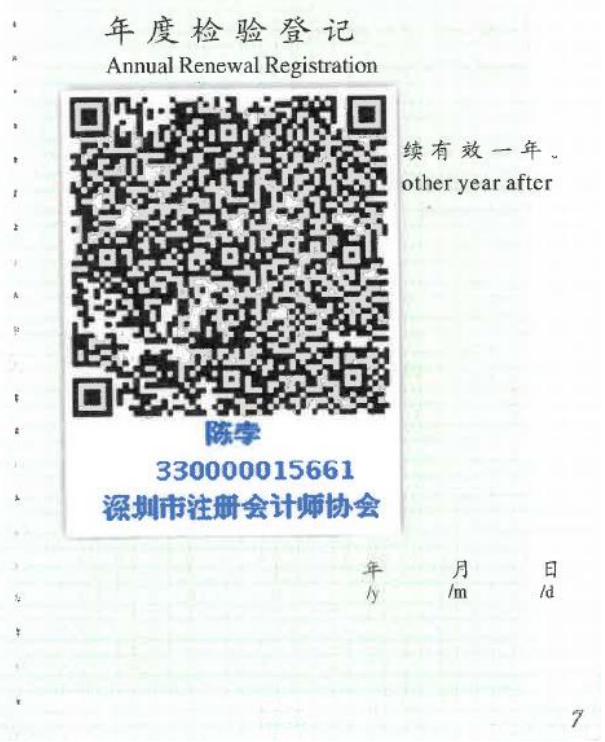 年度检验登记
Annual Renewal Registration
续有效一年。
other year after
陈李
330000015661
深圳市注册会计师协会
年 月 日
/y /m /d
7